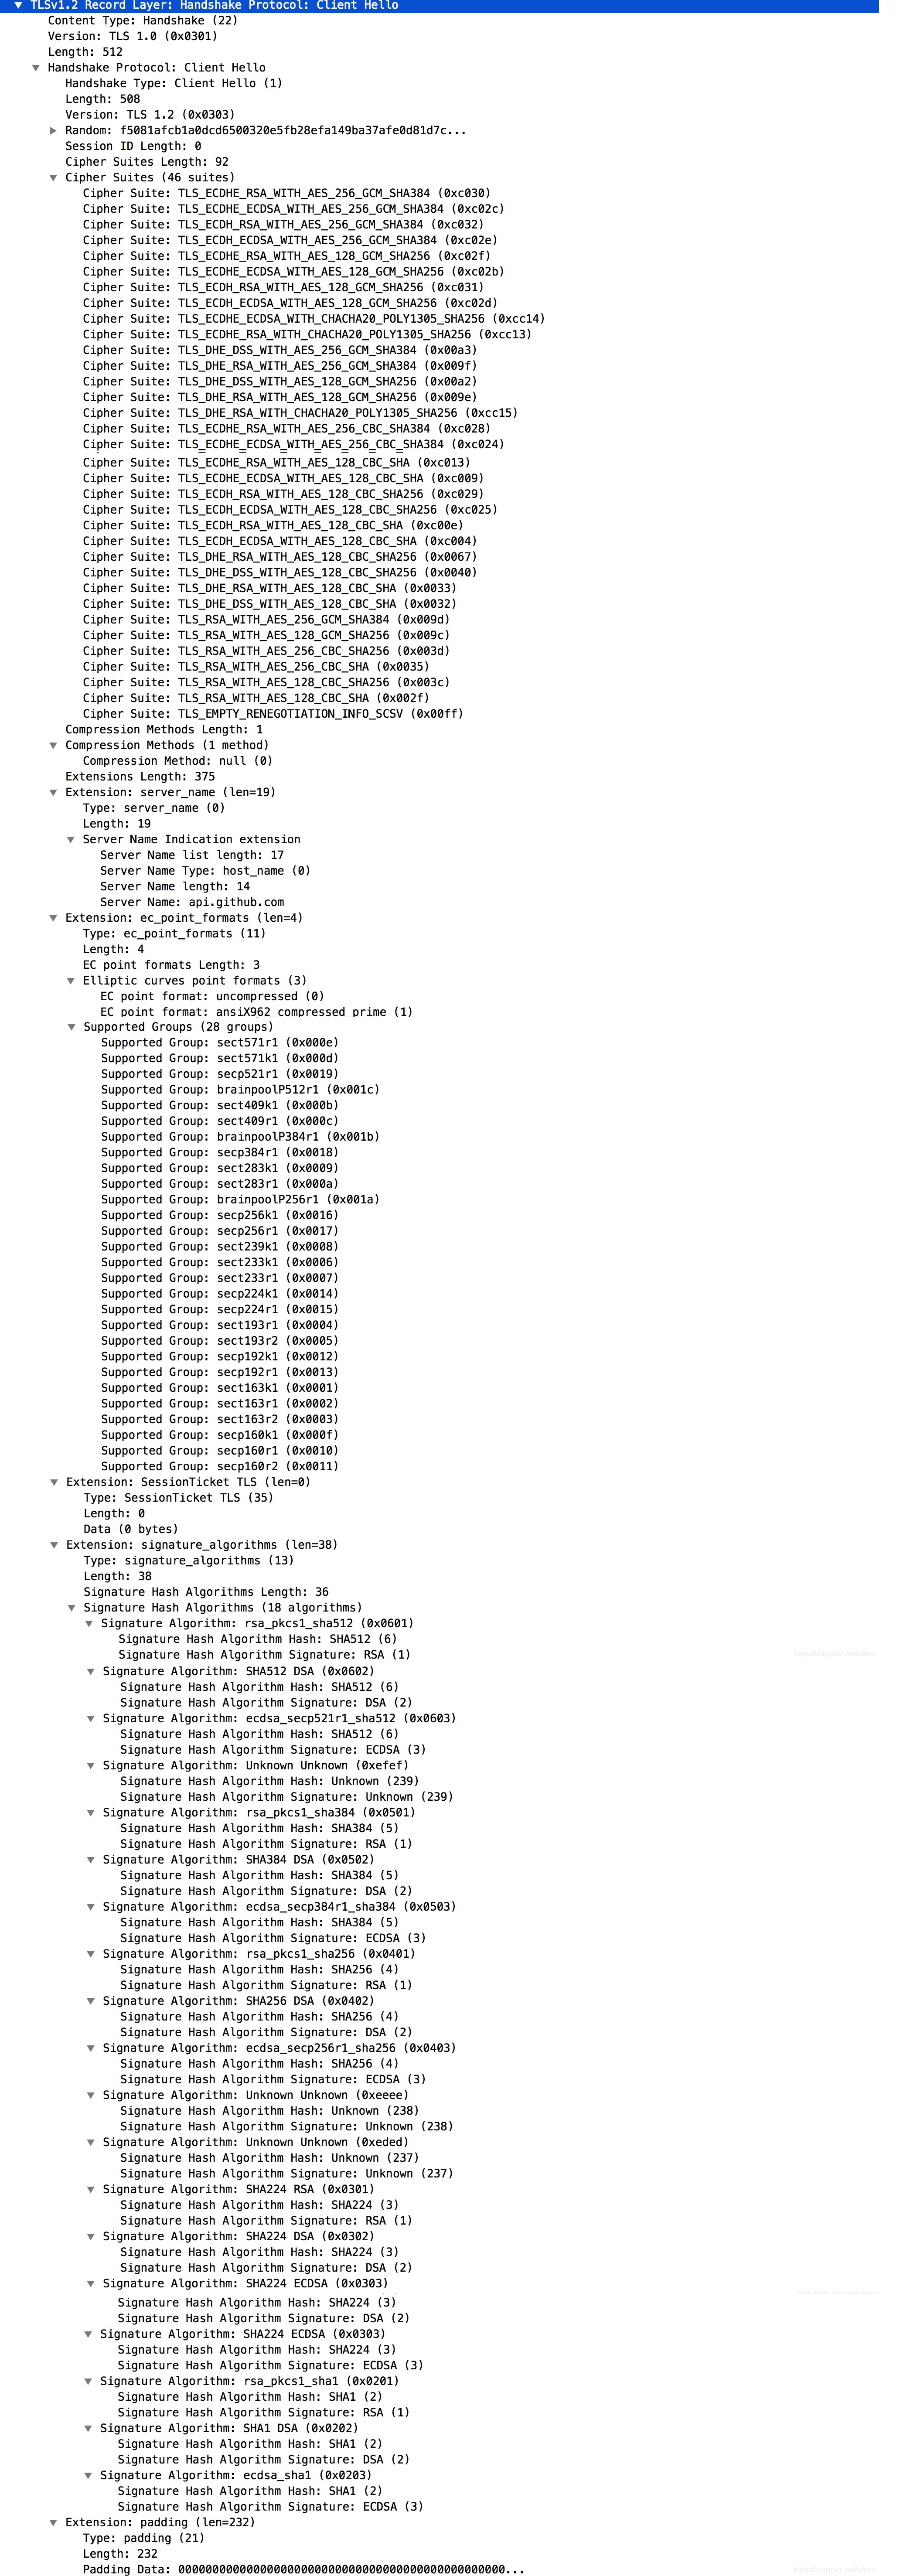 TLSv1.2 Record Layer: Handshake Protocol: Client Hello
Content Type: Handshake (22)
Version: TLS 1.0 (0x0301)
Length: 512
Handshake Protocol: Client Hello
Handshake Type: Client Hello (1)
Length: 508
Version: TLS 1.2 (0x0303)
Random: f5081afcb1a0dcd6500320e5fb28efa149ba37afe0d81d7c...
Session ID Length: 0
Cipher Suites Length: 92
Cipher Suites (46 suites)
Cipher Suite: TLS_ECDHE_RSA_WITH_AES_256_GCM_SHA384 (0xc030)
Cipher Suite: TLS_ECDHE_ECDSA_WITH_AES_256_GCM_SHA384 (0xc02c)
Cipher Suite: TLS_ECDH_RSA_WITH_AES_256_GCM_SHA384 (0xc032)
Cipher Suite: TLS_ECDH_ECDSA_WITH_AES_256_GCM_SHA384 (0xc02e)
Cipher Suite: TLS_ECDHE_RSA_WITH_AES_128_GCM_SHA256 (0xc02f)
Cipher Suite: TLS_ECDHE_ECDSA_WITH_AES_128_GCM_SHA256 (0xc02b)
Cipher Suite: TLS_ECDH_RSA_WITH_AES_128_GCM_SHA256 (0xc031)
Cipher Suite: TLS_ECDH_ECDSA_WITH_AES_128_GCM_SHA256 (0xc02d)
Cipher Suite: TLS_ECDHE_ECDSA_WITH_CHACHA20_POLY1305_SHA256 (0xcc14)
Cipher Suite: TLS_ECDHE_RSA_WITH_CHACHA20_POLY1305_SHA256 (0xcc13)
Cipher Suite: TLS_DHE_DSS_WITH_AES_256_GCM_SHA384 (0x00a3)
Cipher Suite: TLS_DHE_RSA_WITH_AES_256_GCM_SHA384 (0x009f)
Cipher Suite: TLS_DHE_DSS_WITH_AES_128_GCM_SHA256 (0x00a2)
Cipher Suite: TLS_DHE_RSA_WITH_AES_128_GCM_SHA256 (0x009e)
Cipher Suite: TLS_DHE_RSA_WITH_CHACHA20_POLY1305_SHA256 (0xcc15)
Cipher Suite: TLS_ECDHE_RSA_WITH_AES_256_CBC_SHA384 (0xc028)
Cipher Suite: TLS_ECDHE_ECDSA_WITH_AES_256_CBC_SHA384 (0xc024)
Cipher Suite: TLS_ECDHE_RSA_WITH_AES_128_CBC_SHA (0xc013)
Cipher Suite: TLS_ECDHE_ECDSA_WITH_AES_128_CBC_SHA (0xc009)
Cipher Suite: TLS_ECDH_RSA_WITH_AES_128_CBC_SHA256 (0xc029)
Cipher Suite: TLS_ECDH_ECDSA_WITH_AES_128_CBC_SHA256 (0xc025)
Cipher Suite: TLS_ECDH_RSA_WITH_AES_128_CBC_SHA (0xc00e)
Cipher Suite: TLS_ECDH_ECDSA_WITH_AES_128_CBC_SHA (0xc004)
Cipher Suite: TLS_DHE_RSA_WITH_AES_128_CBC_SHA256 (0x0067)
Cipher Suite: TLS_DHE_DSS_WITH_AES_128_CBC_SHA256 (0x0040)
Cipher Suite: TLS_DHE_RSA_WITH_AES_128_CBC_SHA (0x0033)
Cipher Suite: TLS_DHE_DSS_WITH_AES_128_CBC_SHA (0x0032)
Cipher Suite: TLS_RSA_WITH_AES_256_GCM_SHA384 (0x009d)
Cipher Suite: TLS_RSA_WITH_AES_128_GCM_SHA256 (0x009c)
Cipher Suite: TLS_RSA_WITH_AES_256_CBC_SHA256 (0x003d)
Cipher Suite: TLS_RSA_WITH_AES_256_CBC_SHA (0x0035)
Cipher Suite: TLS_RSA_WITH_AES_128_CBC_SHA256 (0x003c)
Cipher Suite: TLS_RSA_WITH_AES_128_CBC_SHA (0x002f)
Cipher Suite: TLS_EMPTY_RENEGOTIATION_INFO_SCSV (0x00ff)
Compression Methods Length: 1
Compression Methods (1 method)
Compression Method: null (0)
Extensions Length: 375
Extension: server_name (len=19)
Type: server_name (0)
Length: 19
Server Name Indication extension
Server Name list length: 17
Server Name Type: host_name (0)
Server Name length: 14
Server Name: api.github.com
Extension: ec_point_formats (len=4)
Type: ec_point_formats (11)
Length: 4
EC point formats Length: 3
Elliptic curves point formats (3)
EC point format: uncompressed (0)
EC point format: ansiX962_compressed_prime (1)
Supported Groups (28 groups)
Supported Group: sect571r1 (0x000e)
Supported Group: sect571k1 (0x000d)
Supported Group: secp521r1 (0x0019)
Supported Group: brainpoolP512r1 (0x001c)
Supported Group: sect409k1 (0x000b)
Supported Group: sect409r1 (0x000c)
Supported Group: brainpoolP384r1 (0x001b)
Supported Group: secp384r1 (0x0018)
Supported Group: sect283k1 (0x0009)
Supported Group: sect283r1 (0x000a)
Supported Group: brainpoolP256r1 (0x001a)
Supported Group: secp256k1 (0x0016)
Supported Group: secp256r1 (0x0017)
Supported Group: sect239k1 (0x0008)
Supported Group: sect233k1 (0x0006)
Supported Group: sect233r1 (0x0007)
Supported Group: secp224k1 (0x0014)
Supported Group: secp224r1 (0x0015)
Supported Group: sect193r1 (0x0004)
Supported Group: sect193r2 (0x0005)
Supported Group: secp192k1 (0x0012)
Supported Group: secp192r1 (0x0013)
Supported Group: sect163k1 (0x0001)
Supported Group: sect163r1 (0x0002)
Supported Group: sect163r2 (0x0003)
Supported Group: secp160k1 (0x000f)
Supported Group: secp160r1 (0x0010)
Supported Group: secp160r2 (0x0011)
Extension: SessionTicket TLS (len=0)
Type: SessionTicket TLS (35)
Length: 0
Data (0 bytes)
Extension: signature_algorithms (len=38)
Type: signature_algorithms (13)
Length: 38
Signature Hash Algorithms Length: 36
Signature Hash Algorithms (18 algorithms)
Signature Algorithm: rsa_pkcs1_sha512 (0x0601)
Signature Hash Algorithm Hash: SHA512 (6)
Signature Hash Algorithm Signature: RSA (1)
Signature Algorithm: SHA512 DSA (0x0602)
Signature Hash Algorithm Hash: SHA512 (6)
Signature Hash Algorithm Signature: DSA (2)
Signature Algorithm: ecdsa_secp521r1_sha512 (0x0603)
Signature Hash Algorithm Hash: SHA512 (6)
Signature Hash Algorithm Signature: ECDSA (3)
Signature Algorithm: Unknown Unknown (0xefef)
Signature Hash Algorithm Hash: Unknown (239)
Signature Hash Algorithm Signature: Unknown (239)
Signature Algorithm: rsa_pkcs1_sha384 (0x0501)
Signature Hash Algorithm Hash: SHA384 (5)
Signature Hash Algorithm Signature: RSA (1)
Signature Algorithm: SHA384 DSA (0x0502)
Signature Hash Algorithm Hash: SHA384 (5)
Signature Hash Algorithm Signature: DSA (2)
Signature Algorithm: ecdsa_secp384r1_sha384 (0x0503)
Signature Hash Algorithm Hash: SHA384 (5)
Signature Hash Algorithm Signature: ECDSA (3)
Signature Algorithm: rsa_pkcs1_sha256 (0x0401)
Signature Hash Algorithm Hash: SHA256 (4)
Signature Hash Algorithm Signature: RSA (1)
Signature Algorithm: SHA256 DSA (0x0402)
Signature Hash Algorithm Hash: SHA256 (4)
Signature Hash Algorithm Signature: DSA (2)
Signature Algorithm: ecdsa_secp256r1_sha256 (0x0403)
Signature Hash Algorithm Hash: SHA256 (4)
Signature Hash Algorithm Signature: ECDSA (3)
Signature Algorithm: Unknown Unknown (0xeeee)
Signature Hash Algorithm Hash: Unknown (238)
Signature Hash Algorithm Signature: Unknown (238)
Signature Algorithm: Unknown Unknown (0xeded)
Signature Hash Algorithm Hash: Unknown (237)
Signature Hash Algorithm Signature: Unknown (237)
Signature Algorithm: SHA224 RSA (0x0301)
Signature Hash Algorithm Hash: SHA224 (3)
Signature Hash Algorithm Signature: RSA (1)
Signature Algorithm: SHA224 DSA (0x0302)
Signature Hash Algorithm Hash: SHA224 (3)
Signature Hash Algorithm Signature: DSA (2)
Signature Algorithm: SHA224 ECDSA (0x0303)
Signature Hash Algorithm Hash: SHA224 (3)
Signature Hash Algorithm Signature: DSA (2)
Signature Algorithm: SHA224 ECDSA (0x0303)
Signature Hash Algorithm Hash: SHA224 (3)
Signature Hash Algorithm Signature: ECDSA (3)
Signature Algorithm: rsa_pkcs1_sha1 (0x0201)
Signature Hash Algorithm Hash: SHA1 (2)
Signature Hash Algorithm Signature: RSA (1)
Signature Algorithm: SHA1 DSA (0x0202)
Signature Hash Algorithm Hash: SHA1 (2)
Signature Hash Algorithm Signature: DSA (2)
Signature Algorithm: ecdsa_sha1 (0x0203)
Signature Hash Algorithm Hash: SHA1 (2)
Signature Hash Algorithm Signature: ECDSA (3)
Extension: padding (len=232)
Type: padding (21)
Length: 232
Padding Data: 000000000000000000000000000000000000000000000000...